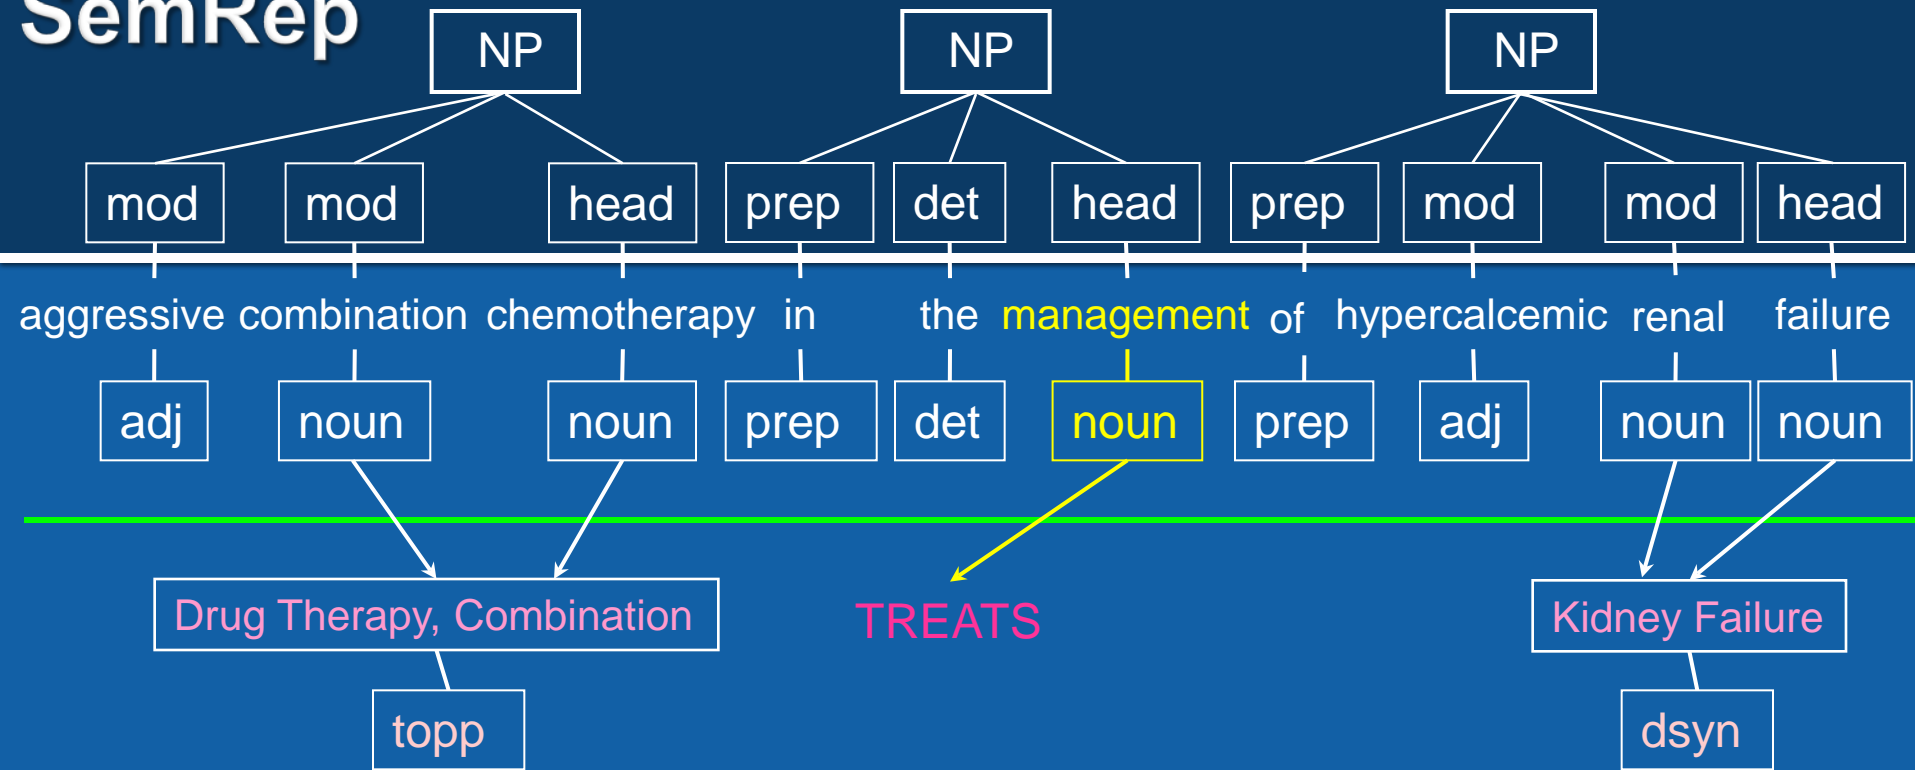 SemRep
NP NP NP
mod mod head prep det head prep mod mod head
aggressive combination chemotherapy in the management of hypercalcemic renal failure
adj noun noun prep det noun prep adj noun noun
Drug Therapy, Combination TREATS Kidney Failure
topp dsyn